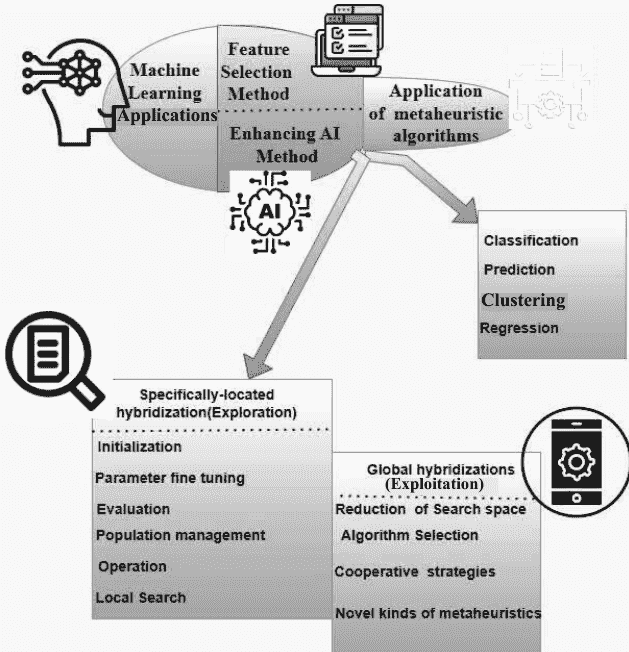 Machine
Learning
Applications
Feature
Selection
Method
Enhancing AI
Method
Application
of metaheuristic
algorithms
AI
Classification
Prediction
Clustering
Regression
Specifically-located
hybridization(Exploration)
Initialization
Parameter fine tuning
Evaluation
Population management
Operation
Local Search
Global hybridizations
(Exploitation)
Reduction of Search space
Algorithm Selection
Cooperative strategies
Novel kinds of metaheuristics